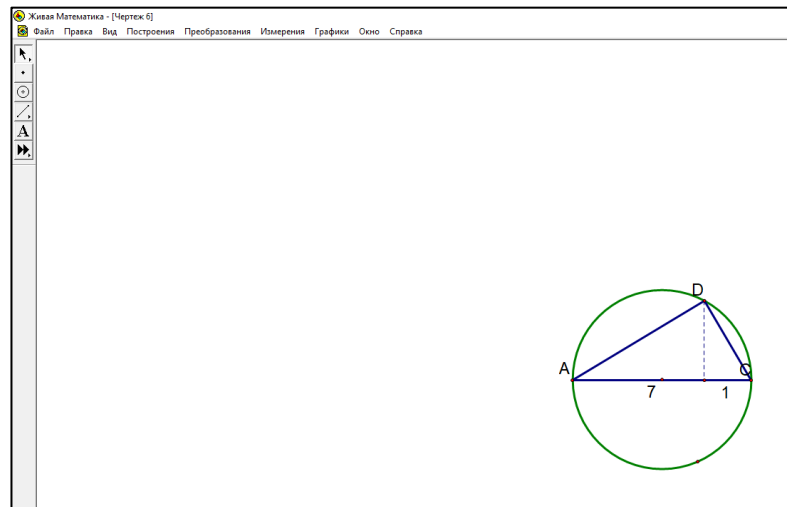 Живая Математика - [Чертеж 6]
Файл Правка Вид Построения Преобразования Измерения Графики Окно Справка
A
D
A
C
7
1